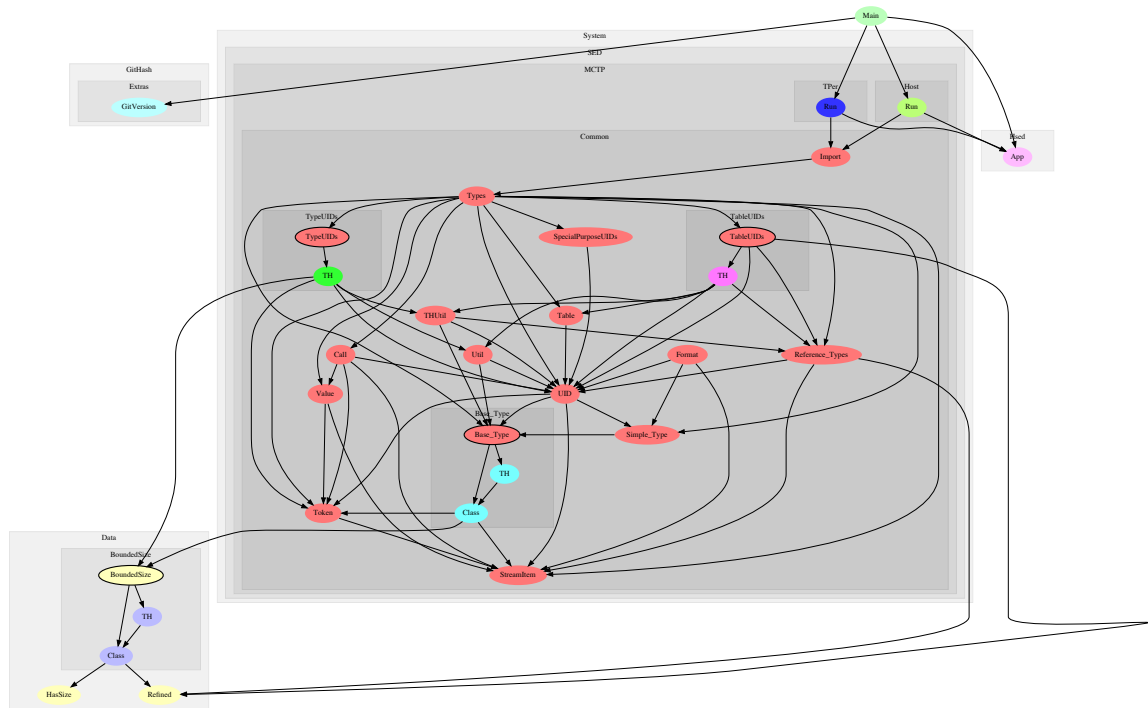 Main
System
SED
GitHash
MCTP
Extras
TPer
Host
GitVersion
Run
Run
Common
Used
Import
App
Types
TypeUIDs
TableUIDs
TypeUIDs
SpecialPurposeUIDs
TableUIDs
TH
TH
THUtil
Table
Call
Util
Format
Reference_Types
Value
UID
Base_Type
Base_Type
Simple_Type
TH
Token
Class
Data
BoundedSize
BoundedSize
StreamItem
TH
Class
HasSize
Refined